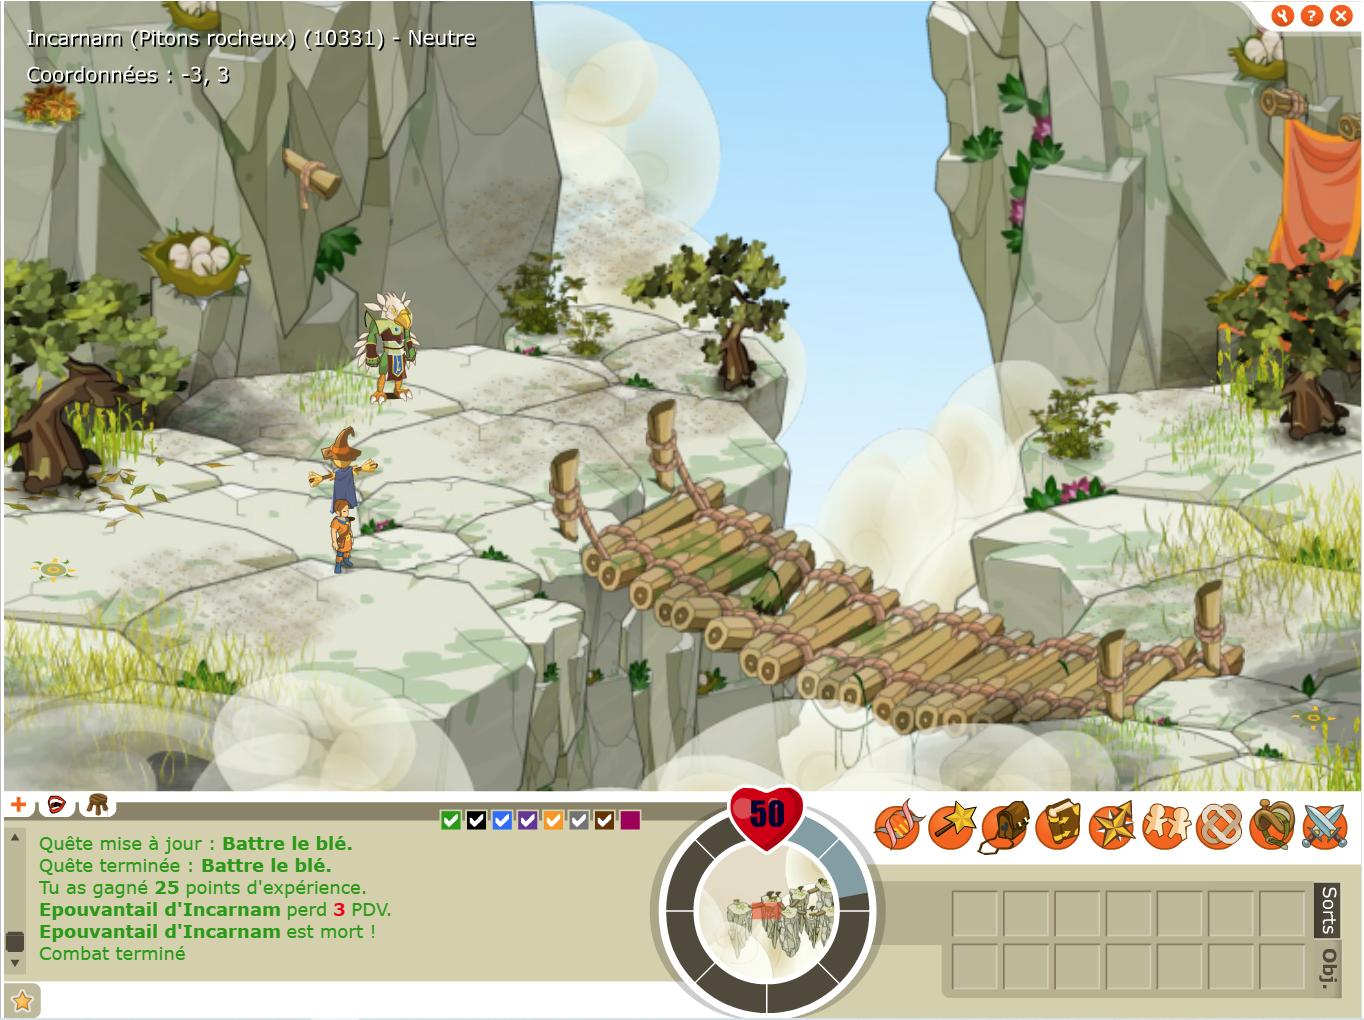 Incarnam (Pitons rocheux) (10331) - Neutre
Coordonnées : -3, 3
?
50
Quête mise à jour : Battre le blé.
Quête terminée : Battre le blé.
Tu as gagné 25 points d'expérience.
Epouvantail d'Incarnam perd 3 PDV.
Epouvantail d'Incarnam est mort !
Combat terminé
Sorts
Obj.